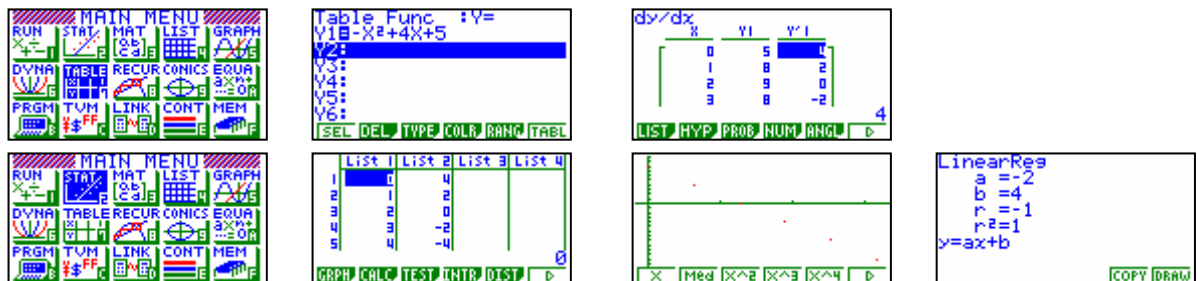 MAIN MENU
RUN STAT MAT LIST GRAPH
DYNA TABLE RECUR CONICS EQUA
PRGM TVM LINK CONT MEM
Table Func :Y=
Y1=-X²+4X+5
Y2:
Y3:
Y4:
Y5:
Y6:
SEL DEL TYPE COLR RANG TABL
dy/dx
X Y1 Y'1
0 5 4
1 8 2
2 9 0
3 8 -2
4
LIST HYP PROB NUM ANGL ▷
MAIN MENU
RUN STAT MAT LIST GRAPH
DYNA TABLE RECUR CONICS EQUA
PRGM TVM LINK CONT MEM
List 1 List 2 List 3 List 4
1 0 4
2 1 2
3 2 0
4 3 -2
5 4 -4
0
GRPH CALC TEST INTR DIST ▷
X Med X^2 X^3 X^4 ▷
LinearReg
a =-2
b =4
r =-1
r²=1
y=ax+b
COPY DRAW